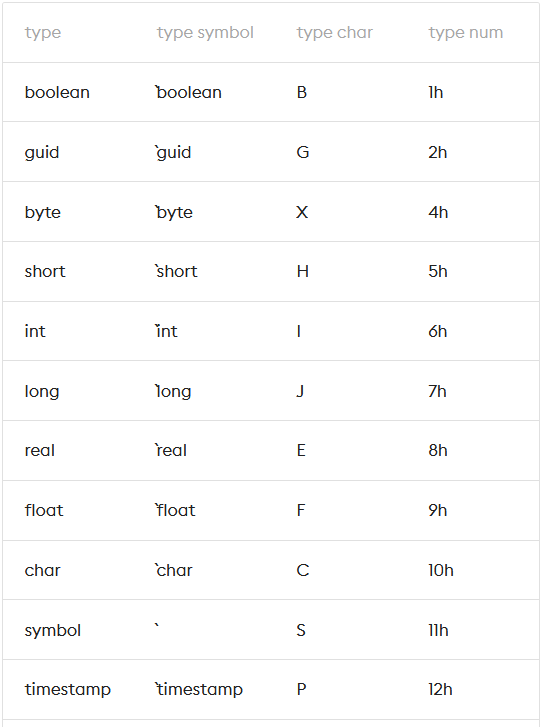 type type symbol type char type num
boolean `boolean B 1h
guid `guid G 2h
byte `byte X 4h
short `short H 5h
int `int I 6h
long `long J 7h
real `real E 8h
float `float F 9h
char `char C 10h
symbol ` S 11h
timestamp `timestamp P 12h